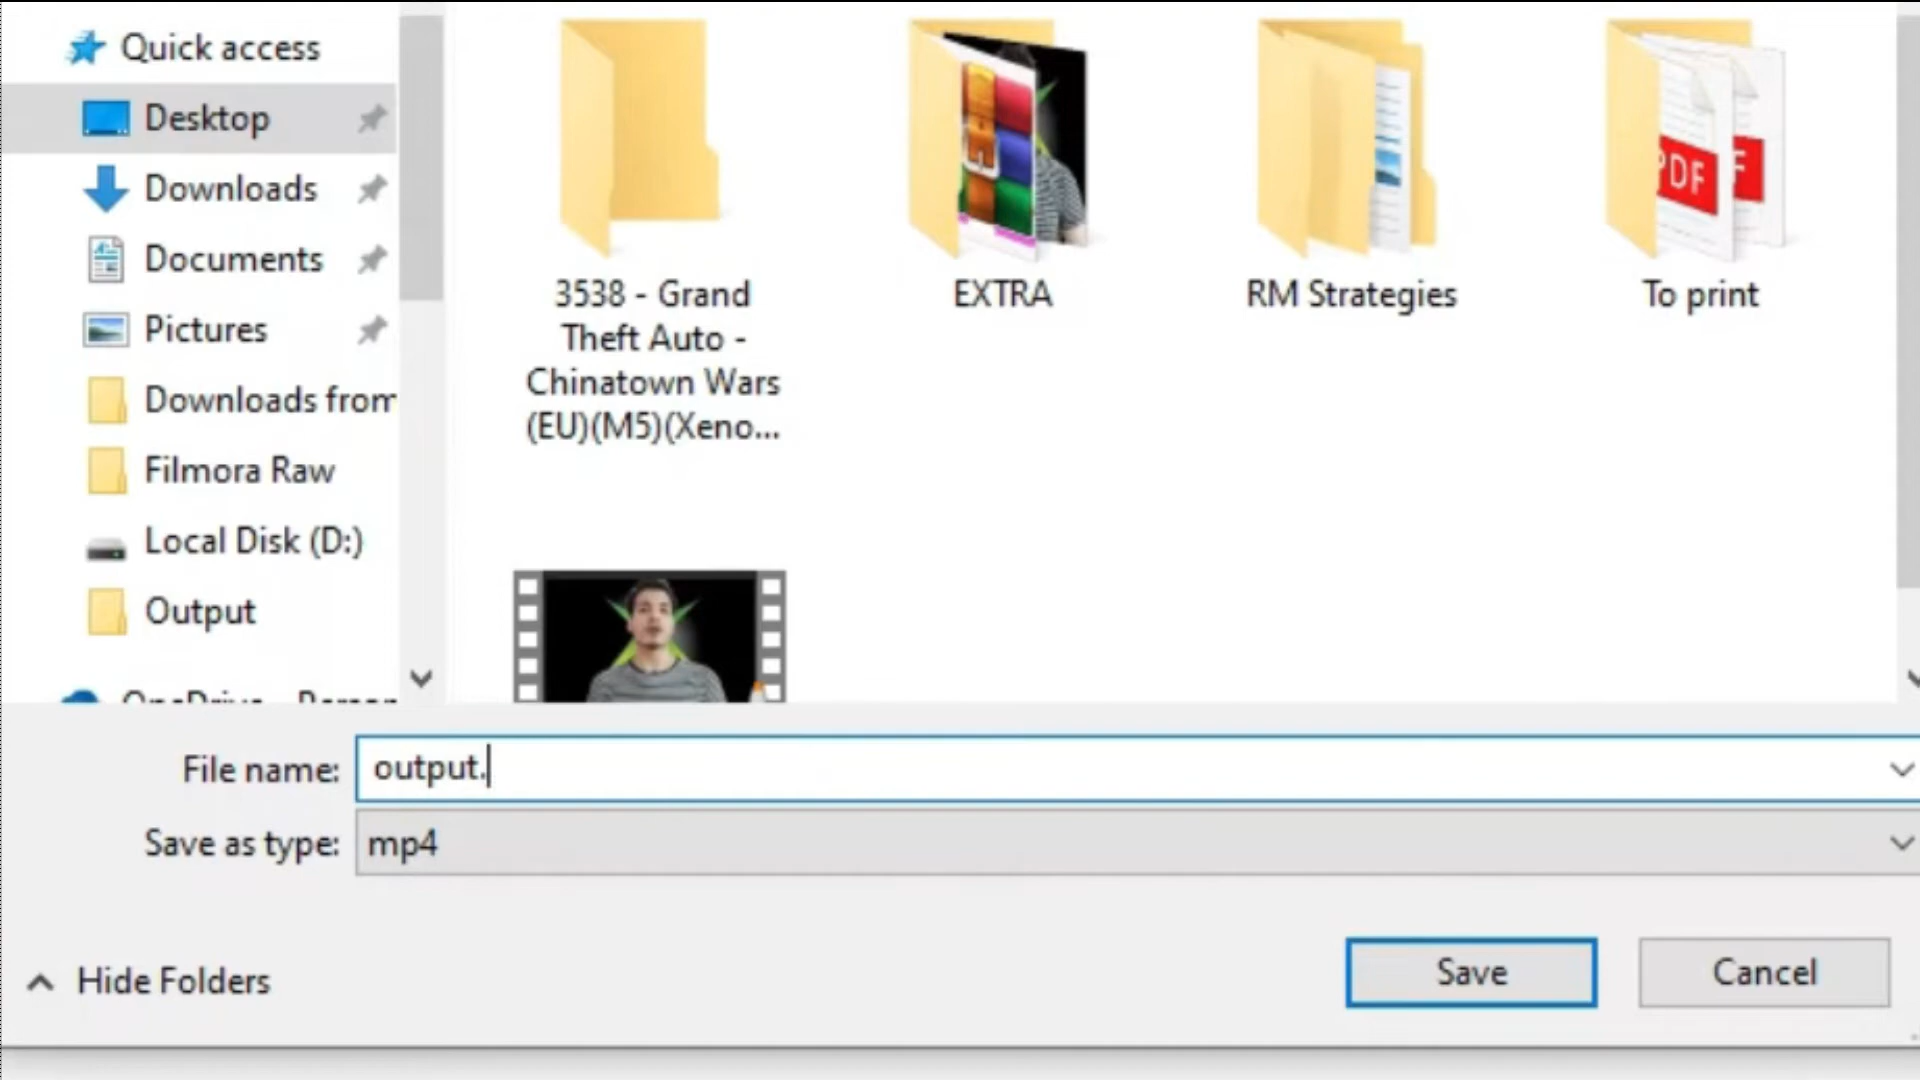 Quick access
Desktop
Downloads
Documents
Pictures
Downloads from
Filmora Raw
Local Disk (D:)
Output
3538 - Grand
Theft Auto -
Chinatown Wars
(EU)(M5)(Xeno...
EXTRA
RM Strategies
PDF
F
To print
File name: output.
Save as type: mp4
Hide Folders
Save
Cancel